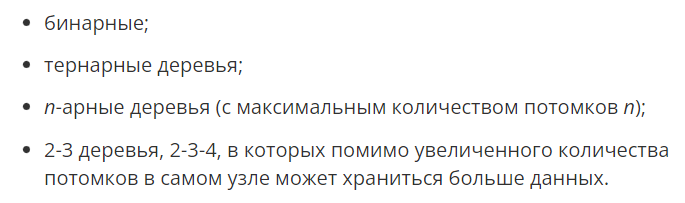 • бинарные;
• тернарные деревья;
• n-арные деревья (с максимальным количеством потомков n);
• 2-3 деревья, 2-3-4, в которых помимо увеличенного количества
потомков в самом узле может храниться больше данных.